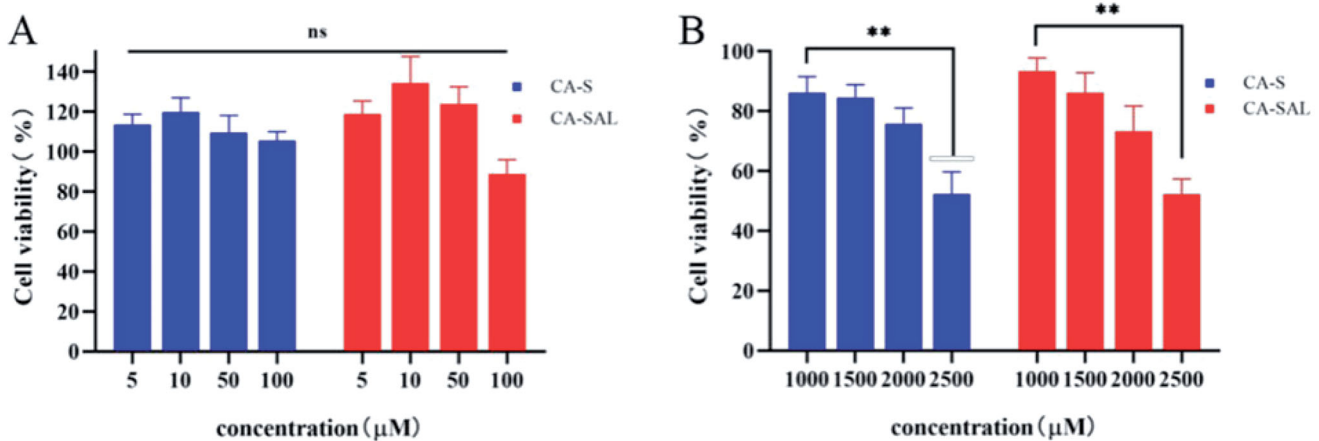 A
ns
Cell viability( %)
140
120
100
80
60
40
20
0
5 10 50 100 5 10 50 100
concentration(μM)
CA-S
CA-SAL
B
**
**
Cell viability( %)
100
80
60
40
20
0
1000 1500 2000 2500 1000 1500 2000 2500
concentration(μM)
CA-S
CA-SAL